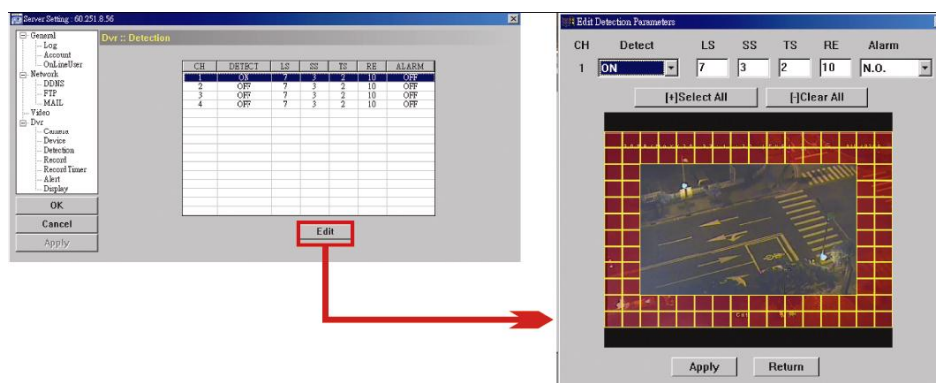 Server Setting : 60.251.8.56
General
Log
Account
OnLineUser
Network
DDNS
FTP
MAIL
Video
Dvr
Camera
Device
Detection
Record
Record Timer
Alert
Display
OK
Cancel
Apply
Dvr :: Detection
CH DETECT LS SS TS RE ALARM
1 ON 7 3 2 10 OFF
2 OFF 7 3 2 10 OFF
3 OFF 7 3 2 10 OFF
4 OFF 7 3 2 10 OFF
Edit
Edit Detection Parameters
CH Detect LS SS TS RE Alarm
1 ON 7 3 2 10 N.O.
[+]Select All [-]Clear All
Apply Return